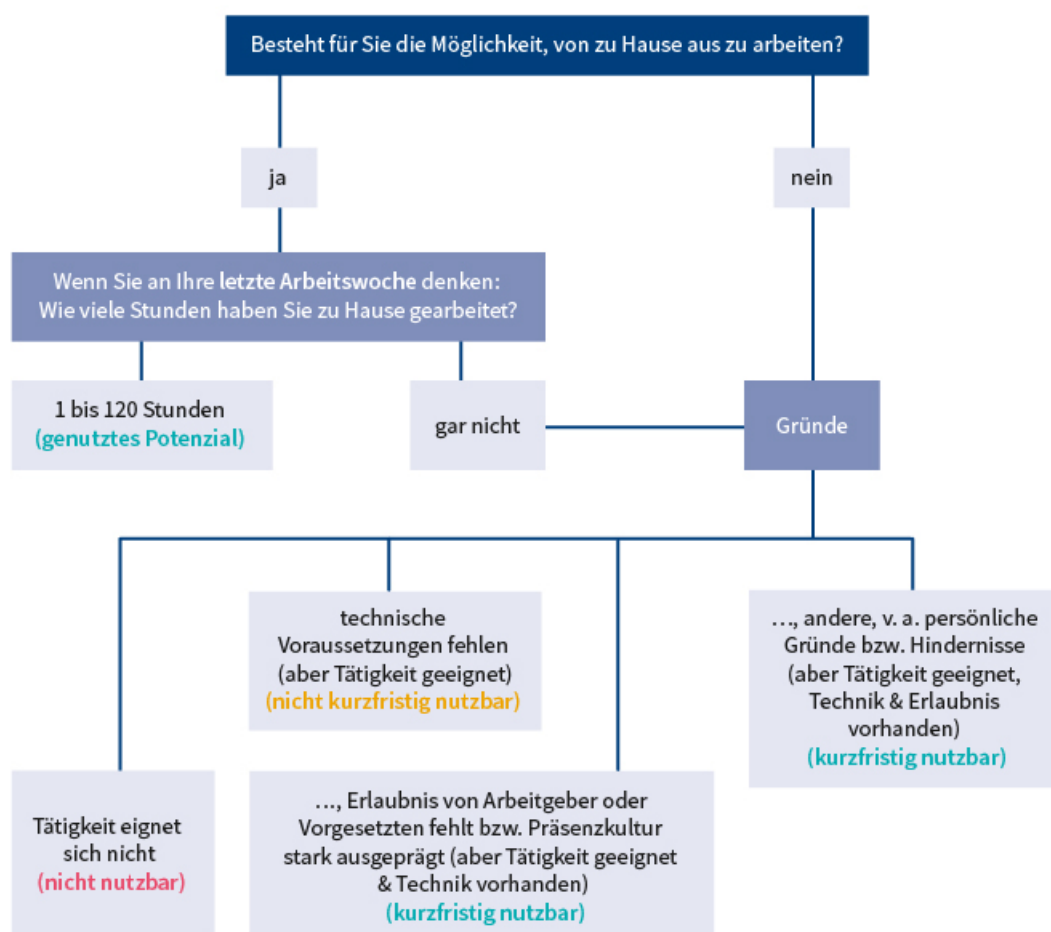 Besteht für Sie die Möglichkeit, von zu Hause aus zu arbeiten?
ja
nein
Wenn Sie an Ihre letzte Arbeitswoche denken:
Wie viele Stunden haben Sie zu Hause gearbeitet?
1 bis 120 Stunden
(genutztes Potenzial)
gar nicht
Gründe
technische
Voraussetzungen fehlen
(aber Tätigkeit geeignet)
(nicht kurzfristig nutzbar)
..., andere, v. a. persönliche
Gründe bzw. Hindernisse
(aber Tätigkeit geeignet,
Technik & Erlaubnis
vorhanden)
(kurzfristig nutzbar)
Tätigkeit eignet
sich nicht
(nicht nutzbar)
..., Erlaubnis von Arbeitgeber oder
Vorgesetzten fehlt bzw. Präsenzkultur
stark ausgeprägt (aber Tätigkeit geeignet
& Technik vorhanden)
(kurzfristig nutzbar)